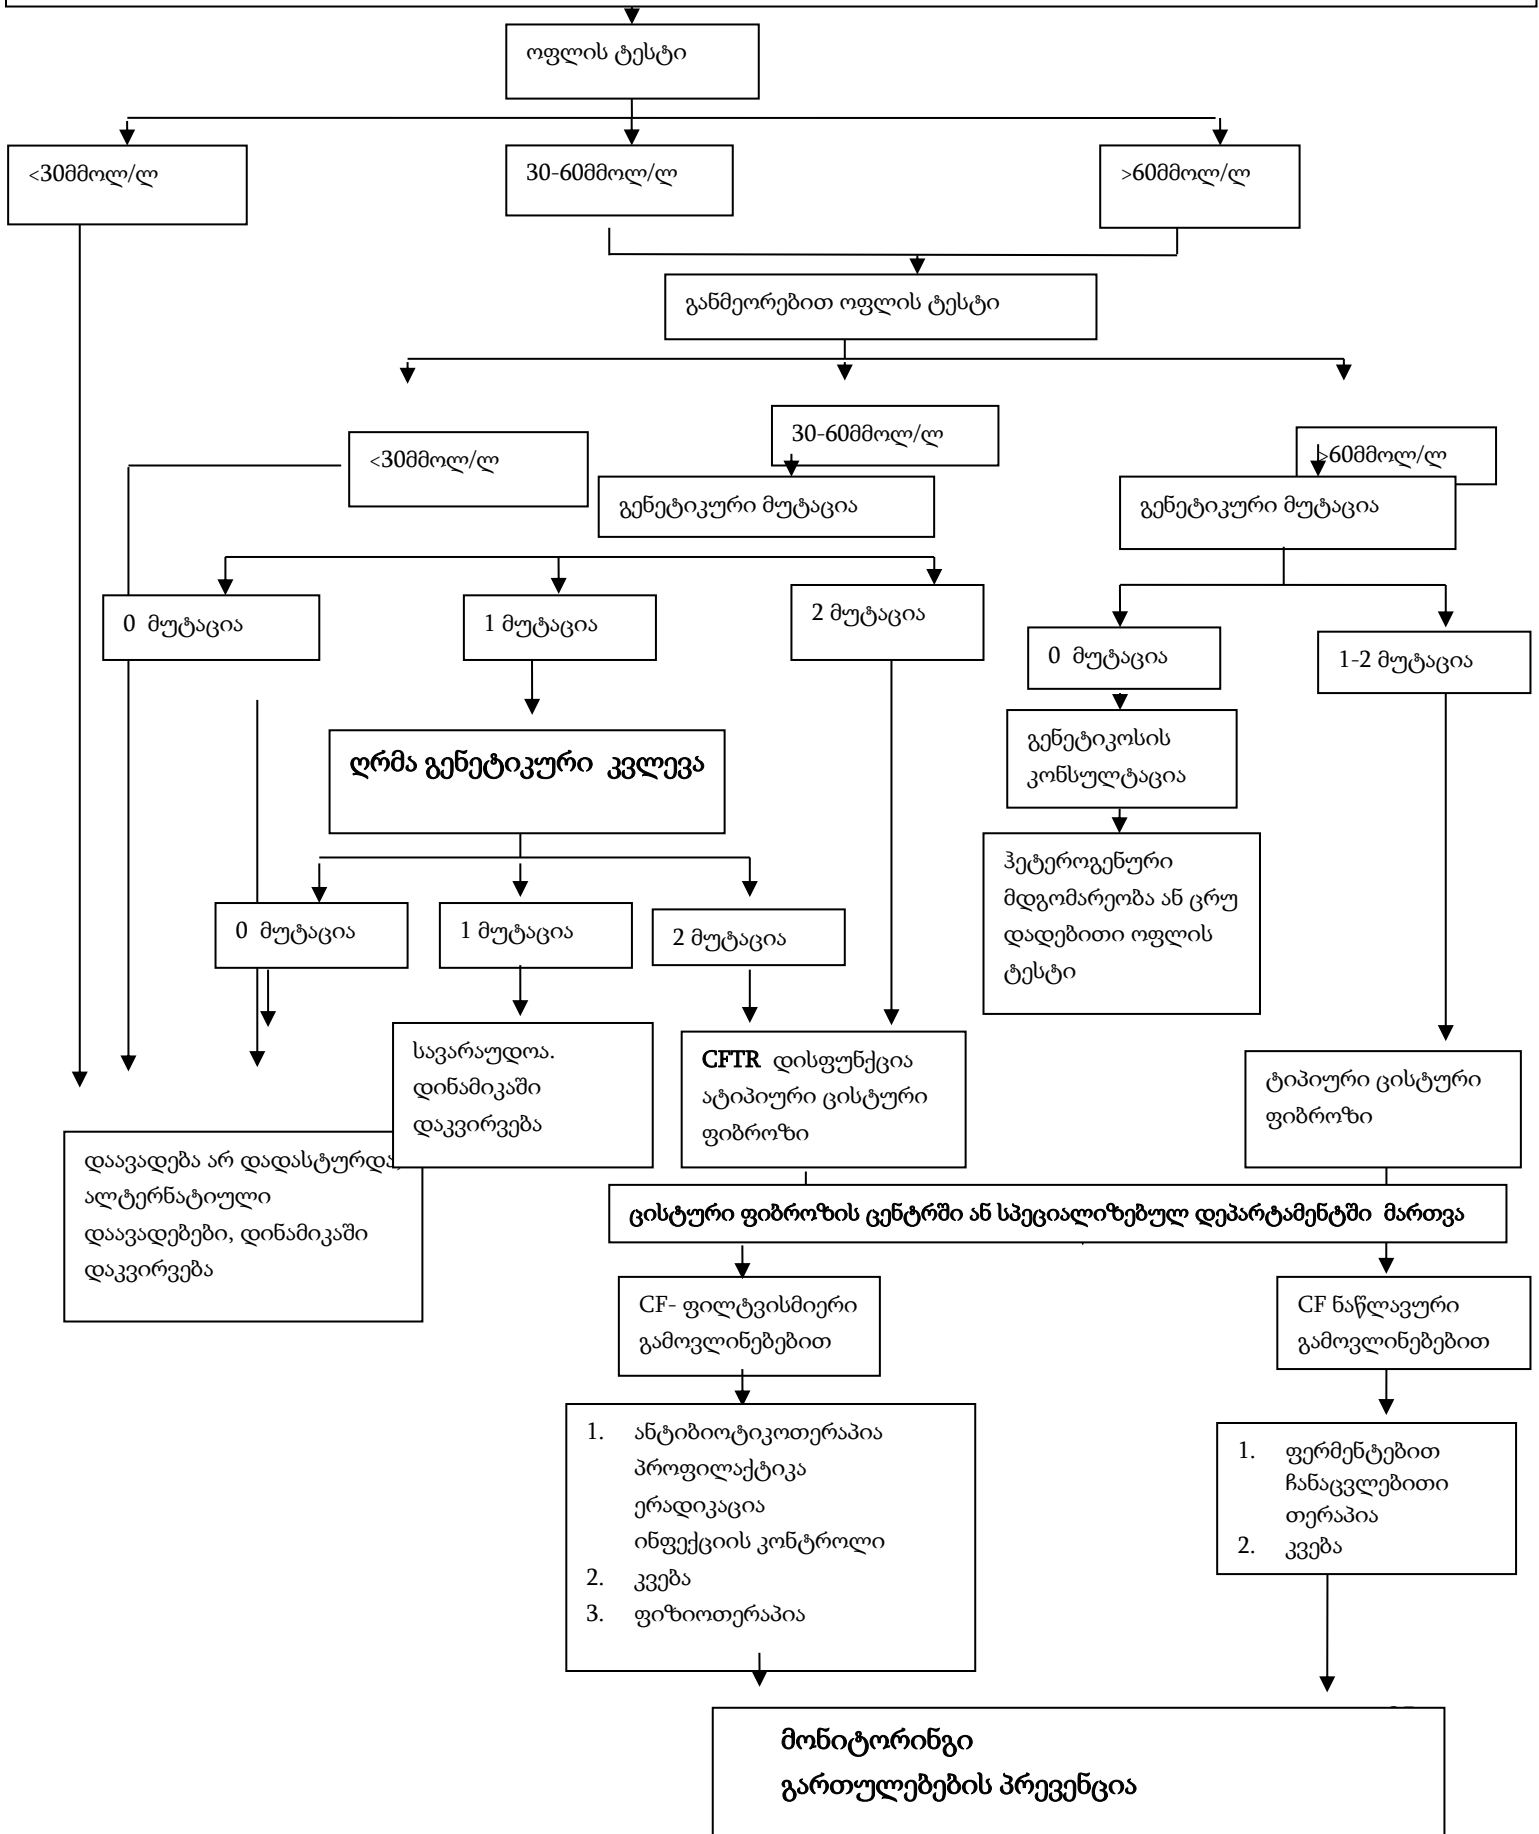 ოფლის ტესტი
<30მმოლ/ლ
30-60მმოლ/ლ
>60მმოლ/ლ
განმეორებით ოფლის ტესტი
<30მმოლ/ლ
30-60მმოლ/ლ
>60მმოლ/ლ
გენეტიკური მუტაცია
გენეტიკური მუტაცია
0 მუტაცია
1 მუტაცია
2 მუტაცია
0 მუტაცია
1-2 მუტაცია
ღრმა გენეტიკური კვლევა
გენეტიკოსის
კონსულტაცია
ჰეტეროგენური
მდგომარეობა ან ცრუ
დადებითი ოფლის
ტესტი
0 მუტაცია
1 მუტაცია
2 მუტაცია
სავარაუდოა.
დინამიკაში
დაკვირვება
CFTR დისფუნქცია
ატიპიური ცისტური
ფიბროზი
ტიპიური ცისტური
ფიბროზი
დაავადება არ დადასტურდა,
ალტერნატიული
დაავადებები, დინამიკაში
დაკვირვება
ცისტური ფიბროზის ცენტრში ან სპეციალიზებულ დეპარტამენტში მართვა
CF- ფილტვისმიერი
გამოვლინებებით
CF ნაწლავური
გამოვლინებებით
1. ანტიბიოტიკოთერაპია
პროფილაქტიკა
ერადიკაცია
ინფექციის კონტროლი
2. კვება
3. ფიზიოთერაპია
1. ფერმენტებით
ჩანაცვლებითი
თერაპია
2. კვება
მონიტორინგი
გართულებების პრევენცია